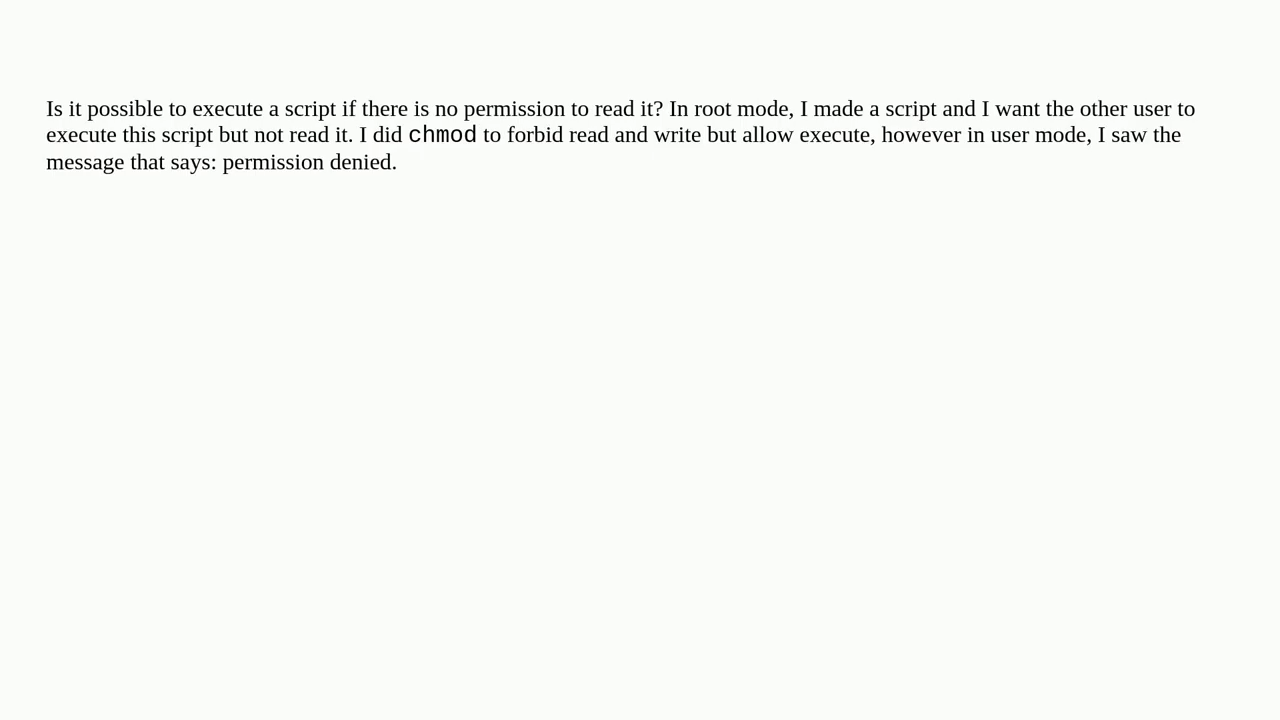 Is it possible to execute a script if there is no permission to read it? In root mode, I made a script and I want the other user to
execute this script but not read it. I did chmod to forbid read and write but allow execute, however in user mode, I saw the
message that says: permission denied.